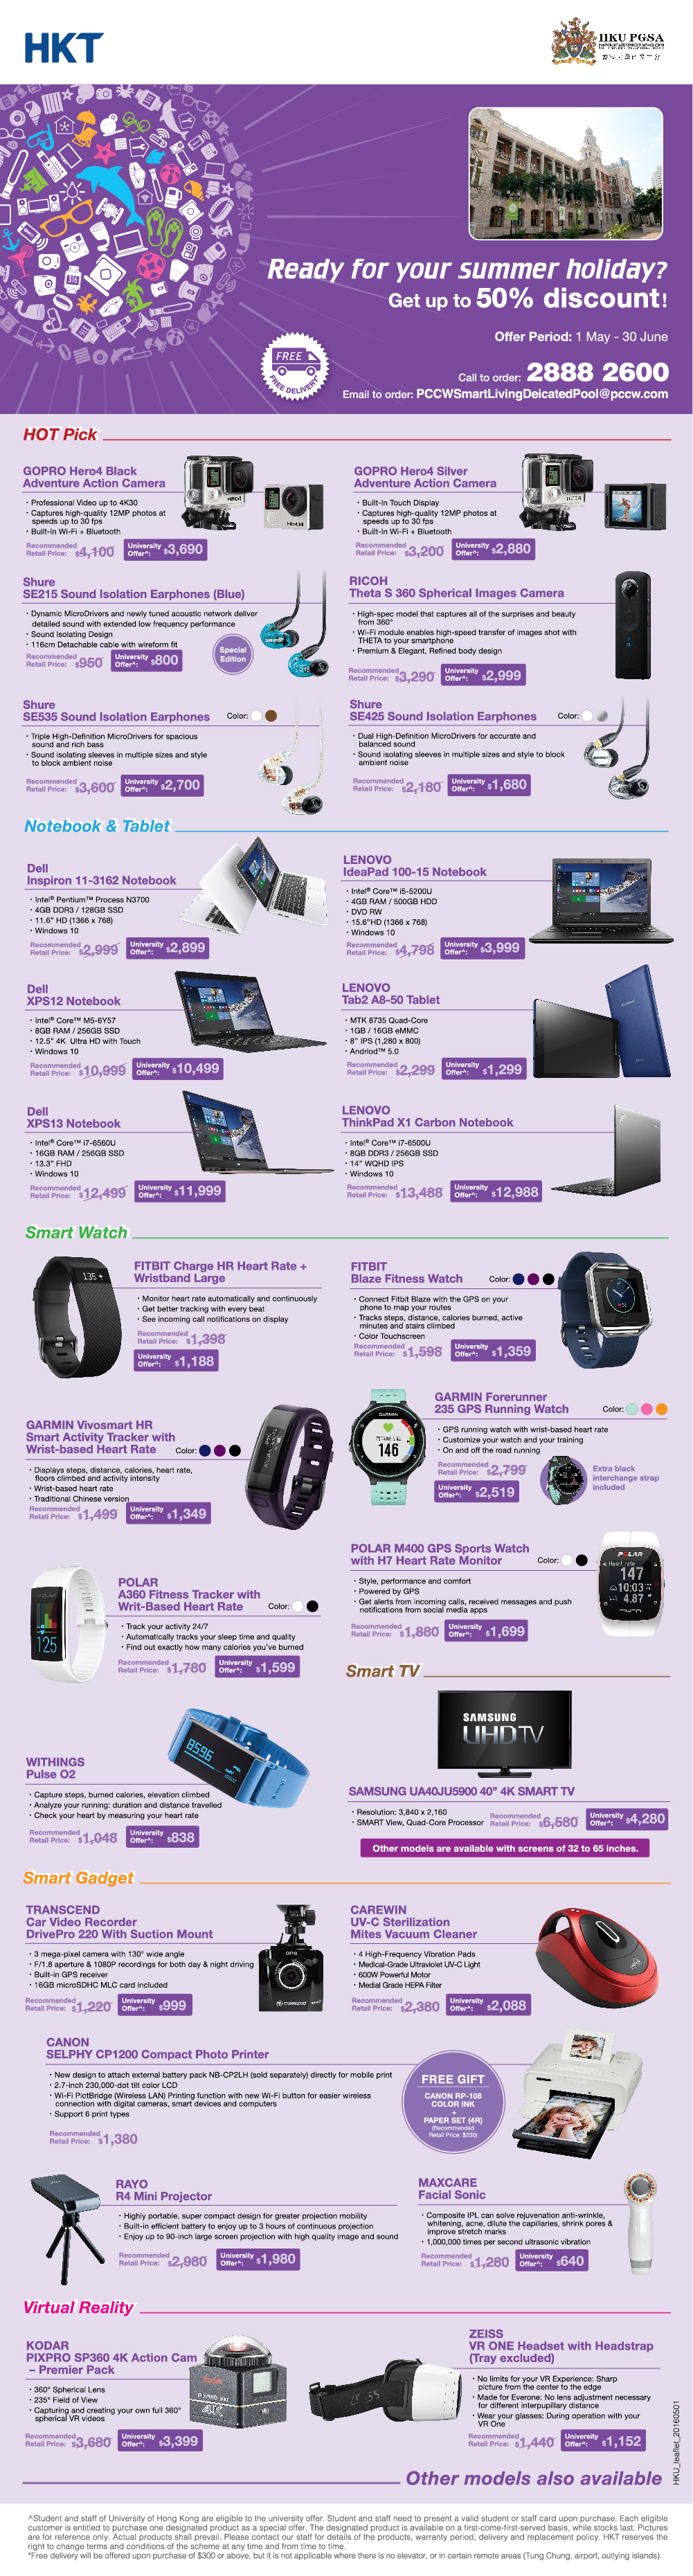 HKT
HKU PGSA
Ready for your summer holiday?
Get up to 50% discount!
Offer Period: 1 May - 30 June
FREE
FREE DELIVERY*
Call to order: 2888 2600
Email to order: PCCWSmartLivingDeicatedPool@pccw.com
HOT Pick
GOPRO Hero4 Black
Adventure Action Camera
· Professional Video up to 4K30
· Captures high-quality 12MP photos at
speeds up to 30 fps
· Built-In Wi-Fi + Bluetooth
Recommended
Retail Price: $4,100
University
Offer^: $3,690
GOPRO Hero4 Silver
Adventure Action Camera
· Built-In Touch Display
· Captures high-quality 12MP photos at
speeds up to 30 fps
· Built-In Wi-Fi + Bluetooth
Recommended
Retail Price: $3,200
University
Offer^: $2,880
Shure
SE215 Sound Isolation Earphones (Blue)
· Dynamic MicroDrivers and newly tuned acoustic network deliver
detailed sound with extended low frequency performance
· Sound Isolating Design
· 116cm Detachable cable with wireform fit
Recommended
Retail Price: $950
University
Offer^: $800
Special
Edition
RICOH
Theta S 360 Spherical Images Camera
· High-spec model that captures all of the surprises and beauty
from 360°
· Wi-Fi module enables high-speed transfer of images shot with
THETA to your smartphone
· Premium & Elegant, Refined body design
Recommended
Retail Price: $3,290
University
Offer^: $2,999
Shure
SE535 Sound Isolation Earphones
Color:
· Triple High-Definition MicroDrivers for spacious
sound and rich bass
· Sound isolating sleeves in multiple sizes and style
to block ambient noise
Recommended
Retail Price: $3,600
University
Offer^: $2,700
Shure
SE425 Sound Isolation Earphones
Color:
· Dual High-Definition MicroDrivers for accurate and
balanced sound
· Sound isolating sleeves in multiple sizes and style to block
ambient noise
Recommended
Retail Price: $2,180
University
Offer^: $1,680
Notebook & Tablet
Dell
Inspiron 11-3162 Notebook
· Intel® Pentium™ Process N3700
· 4GB DDR3 / 128GB SSD
· 11.6" HD (1366 x 768)
· Windows 10
Recommended
Retail Price: $2,999
University
Offer^: $2,899
LENOVO
IdeaPad 100-15 Notebook
· Intel® Core™ i5-5200U
· 4GB RAM / 500GB HDD
· DVD RW
· 15.6"HD (1366 x 768)
· Windows 10
Recommended
Retail Price: $4,798
University
Offer^: $3,999
Dell
XPS12 Notebook
· Intel® Core™ M5-6Y57
· 8GB RAM / 256GB SSD
· 12.5" 4K Ultra HD with Touch
· Windows 10
Recommended
Retail Price: $10,999
University
Offer^: $10,499
LENOVO
Tab2 A8-50 Tablet
· MTK 8735 Quad-Core
· 1GB / 16GB eMMC
· 8" IPS (1,280 x 800)
· Andriod™ 5.0
Recommended
Retail Price: $2,299
University
Offer^: $1,299
Dell
XPS13 Notebook
· Intel® Core™ i7-6560U
· 16GB RAM / 256GB SSD
· 13.3" FHD
· Windows 10
Recommended
Retail Price: $12,499
University
Offer^: $11,999
LENOVO
ThinkPad X1 Carbon Notebook
· Intel® Core™ i7-6500U
· 8GB DDR3 / 256GB SSD
· 14" WQHD IPS
· Windows 10
Recommended
Retail Price: $13,488
University
Offer^: $12,988
Smart Watch
FITBIT Charge HR Heart Rate +
Wristband Large
· Monitor heart rate automatically and continuously
· Get better tracking with every beat
· See incoming call notifications on display
Recommended
Retail Price: $1,398
University
Offer^: $1,188
FITBIT
Blaze Fitness Watch
Color:
· Connect Fitbit Blaze with the GPS on your
phone to map your routes
· Tracks steps, distance, calories burned, active
minutes and stairs climbed
· Color Touchscreen
Recommended
Retail Price: $1,598
University
Offer^: $1,359
GARMIN Vivosmart HR
Smart Activity Tracker with
Wrist-based Heart Rate
Color:
· Displays steps, distance, calories, heart rate,
floors climbed and activity intensity
· Wrist-based heart rate
· Traditional Chinese version
Recommended
Retail Price: $1,499
University
Offer^: $1,349
GARMIN
146
GARMIN Forerunner
235 GPS Running Watch
Color:
· GPS running watch with wrist-based heart rate
· Customize your watch and your training
· On and off the road running
Recommended
Retail Price: $2,799
University
Offer^: $2,519
Extra black
interchange strap
included
POLAR
A360 Fitness Tracker with
Writ-Based Heart Rate
Color:
· Track your activity 24/7
· Automatically tracks your sleep time and quality
· Find out exactly how many calories you've burned
Recommended
Retail Price: $1,780
University
Offer^: $1,599
125
POLAR M400 GPS Sports Watch
with H7 Heart Rate Monitor
Color:
· Style, performance and comfort
· Powered by GPS
· Get alerts from incoming calls, received messages and push
notifications from social media apps
Recommended
Retail Price: $1,880
University
Offer^: $1,699
POLAR
Heart rate
147
10:03
4.87
WITHINGS
Pulse O2
· Capture steps, burned calories, elevation climbed
· Analyze your running: duration and distance travelled
· Check your heart by measuring your heart rate
Recommended
Retail Price: $1,048
University
Offer^: $838
8596
Smart TV
SAMSUNG
UHDTV
SAMSUNG UA40JU5900 40" 4K SMART TV
· Resolution: 3,840 x 2,160
· SMART View, Quad-Core Processor
Recommended
Retail Price: $6,580
University
Offer^: $4,280
Other models are available with screens of 32 to 65 inches.
Smart Gadget
TRANSCEND
Car Video Recorder
DrivePro 220 With Suction Mount
· 3 mega-pixel camera with 130° wide angle
· F/1.8 aperture & 1080P recordings for both day & night driving
· Built-in GPS receiver
· 16GB microSDHC MLC card included
Recommended
Retail Price: $1,220
University
Offer^: $999
GPS
CAREWIN
UV-C Sterilization
Mites Vacuum Cleaner
· 4 High-Frequency Vibration Pads
· Medical-Grade Ultraviolet UV-C Light
· 600W Powerful Motor
· Medial Grade HEPA Filter
Recommended
Retail Price: $2,380
University
Offer^: $2,088
CANON
SELPHY CP1200 Compact Photo Printer
· New design to attach external battery pack NB-CP2LH (sold separately) directly for mobile print
· 2.7-inch 230,000-dot tilt color LCD
· Wi-Fi PictBridge (Wireless LAN) Printing function with new Wi-Fi button for easier wireless
connection with digital cameras, smart devices and computers
· Support 6 print types
Recommended
Retail Price: $1,380
FREE GIFT
CANON RP-108
COLOR INK
+
PAPER SET (4R)
(Recommended
Retail Price: $230)
RAYO
R4 Mini Projector
· Highly portable, super compact design for greater projection mobility
· Built-in efficient battery to enjoy up to 3 hours of continuous projection
· Enjoy up to 90-inch large screen projection with high quality image and sound
Recommended
Retail Price: $2,980
University
Offer^: $1,980
MAXCARE
Facial Sonic
· Composite IPL can solve rejuvenation anti-wrinkle,
whitening, acne, dilute the capillaries, shrink pores &
improve stretch marks
· 1,000,000 times per second ultrasonic vibration
Recommended
Retail Price: $1,280
University
Offer^: $640
Virtual Reality
KODAR
PIXPRO SP360 4K Action Cam
– Premier Pack
· 360° Spherical Lens
· 235° Field of View
· Capturing and creating your own full 360°
spherical VR videos
Recommended
Retail Price: $3,680
University
Offer^: $3,399
4K
ZEISS
ZEISS
VR ONE Headset with Headstrap
(Tray excluded)
· No limits for your VR Experience: Sharp
picture from the center to the edge
· Made for Everone: No lens adjustment necessary
for different interpupillary distance
· Wear your glasses: During operation with your
VR One
Recommended
Retail Price: $1,440
University
Offer^: $1,152
Other models also available
HKU_leaflet_20160501
^Student and staff of University of Hong Kong are eligible to the university offer. Student and staff need to present a valid student or staff card upon purchase. Each eligible
customer is entitled to purchase one designated product as a special offer. The designated product is available on a first-come-first-served basis, while stocks last. Pictures
are for reference only. Actual products shall prevail. Please contact our staff for details of the products, warranty period, delivery and replacement policy. HKT reserves the
right to change terms and conditions of the scheme at any time and from time to time.
*Free delivery will be offered upon purchase of $300 or above, but it is not applicable where there is no elevator, or in certain remote areas (Tung Chung, airport, outlying islands).